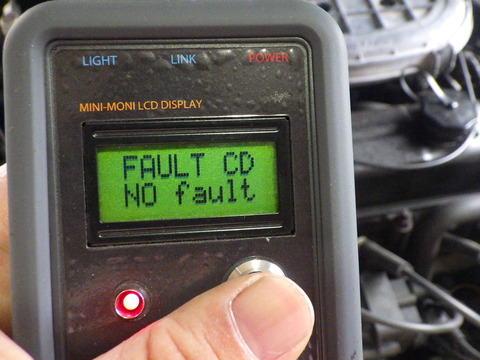 LIGHT LINK POWER
MINI-MONI LCD DISPLAY
FAULT CD
NO fault